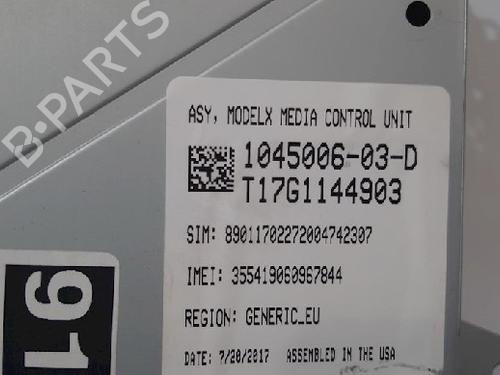 B-PARTS
ASY, MODELX MEDIA CONTROL UNIT
1045006-03-D
T17G1144903
SIM: 89011702272004742307
IMEI: 355419060967844
REGION: GENERIC_EU
DATE: 7/20/2017 ASSEMBLED IN THE USA
91